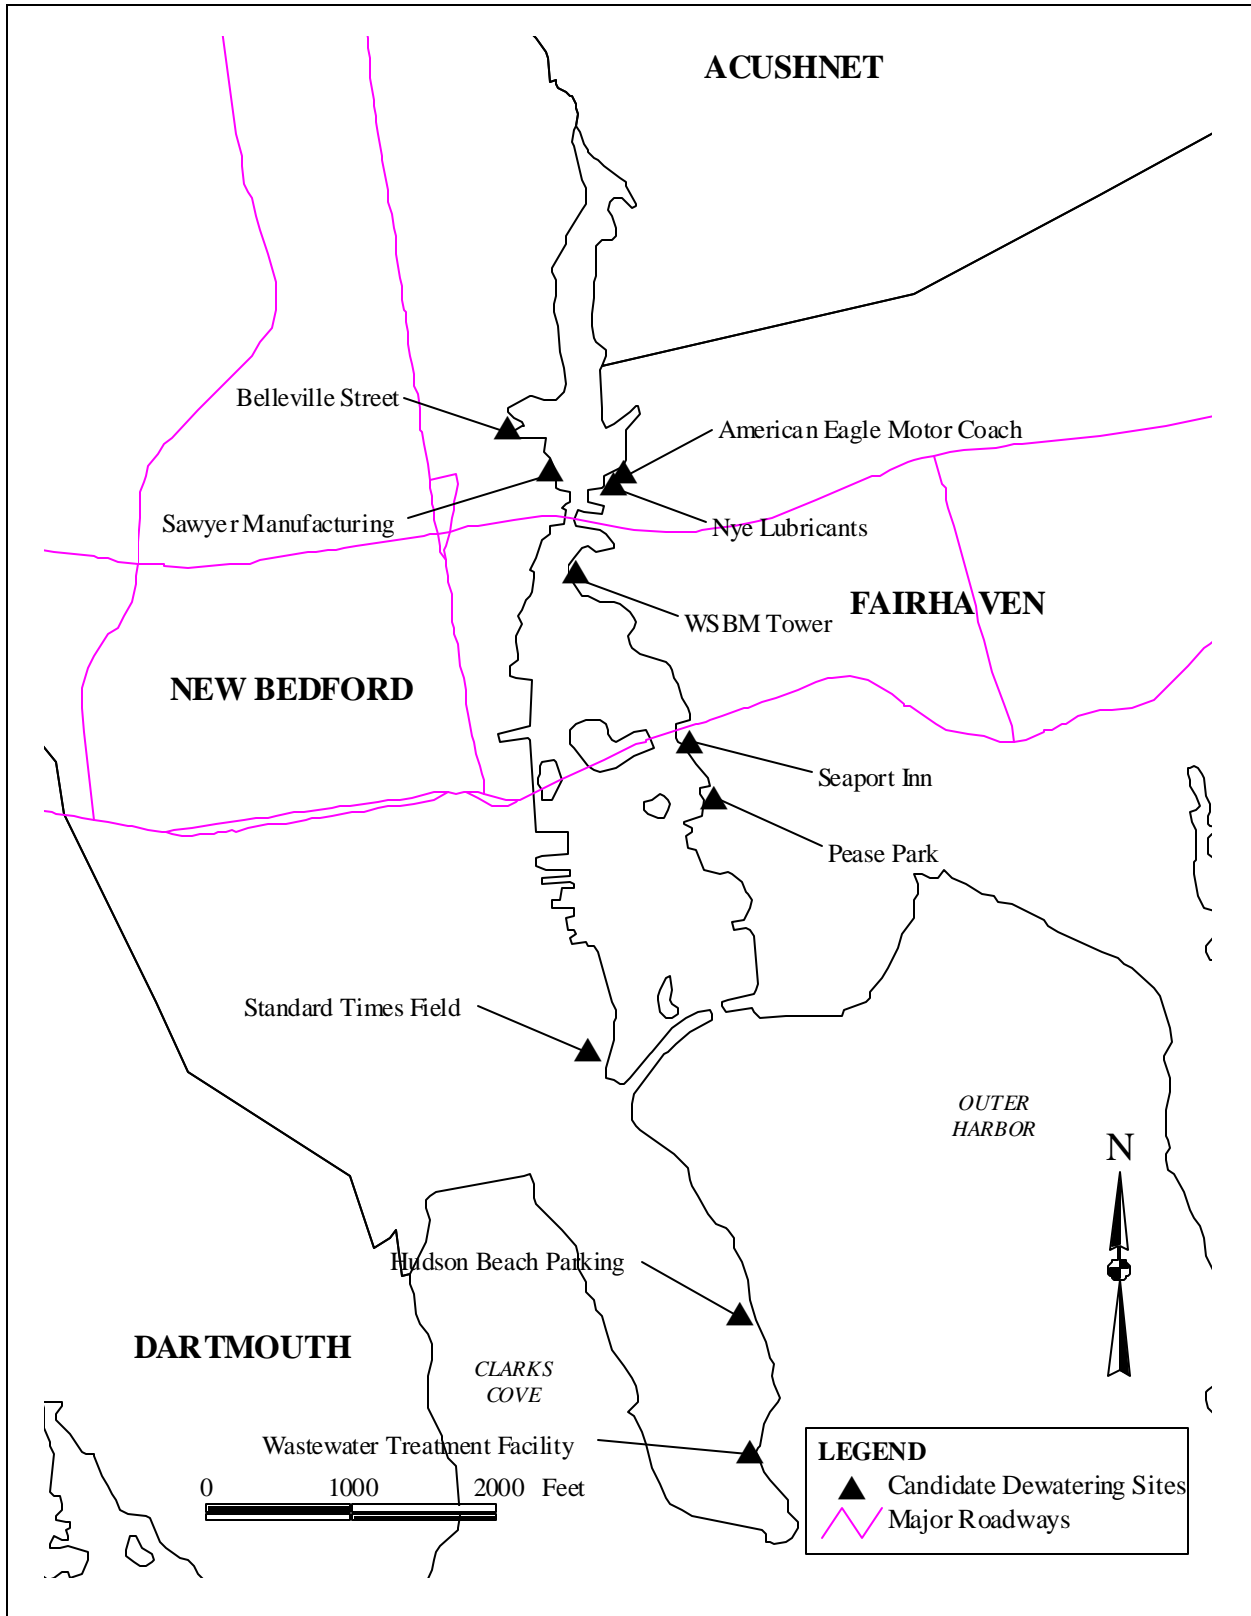 ACUSHNET
Belleville Street
American Eagle Motor Coach
Sawyer Manufacturing
Nye Lubricants
WSBM Tower
FAIRHAVEN
NEW BEDFORD
Seaport Inn
Pease Park
Standard Times Field
OUTER
HARBOR
N
Hudson Beach Parking
DARTMOUTH
CLARKS
COVE
Wastewater Treatment Facility
0 1000 2000 Feet
LEGEND
Candidate Dewatering Sites
Major Roadways